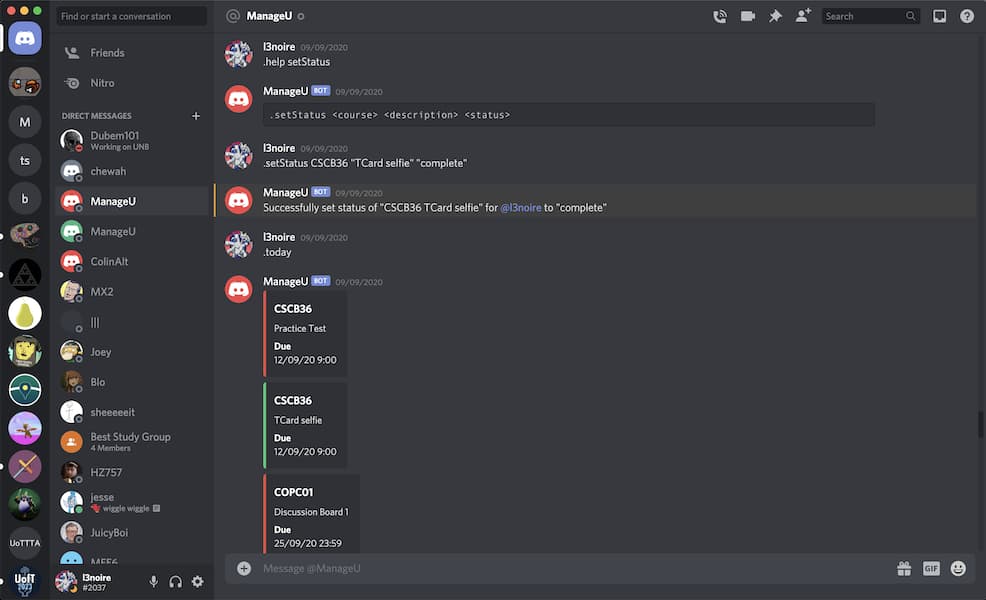 Find or start a conversation
@ ManageU
Search
Friends
Nitro
DIRECT MESSAGES
Dubem101
Working on UNB
chewah
ManageU
ManageU
ColinAlt
MX2
|||
Joey
Blo
sheeeeeit
Best Study Group
4 Members
HZ757
jesse
wiggle wiggle
JuicyBoi
MEE6
l3noire
#2037
M
ts
b
UoTTTA
UofT
2023
l3noire 09/09/2020
.help setStatus
ManageU BOT 09/09/2020
.setStatus <course> <description> <status>
l3noire 09/09/2020
.setStatus CSCB36 "TCard selfie" "complete"
ManageU BOT 09/09/2020
Successfully set status of "CSCB36 TCard selfie" for @l3noire to "complete"
l3noire 09/09/2020
.today
ManageU BOT 09/09/2020
CSCB36
Practice Test
Due
12/09/20 9:00
CSCB36
TCard selfie
Due
12/09/20 9:00
COPC01
Discussion Board 1
Due
25/09/20 23:59
Message @ManageU
GIF